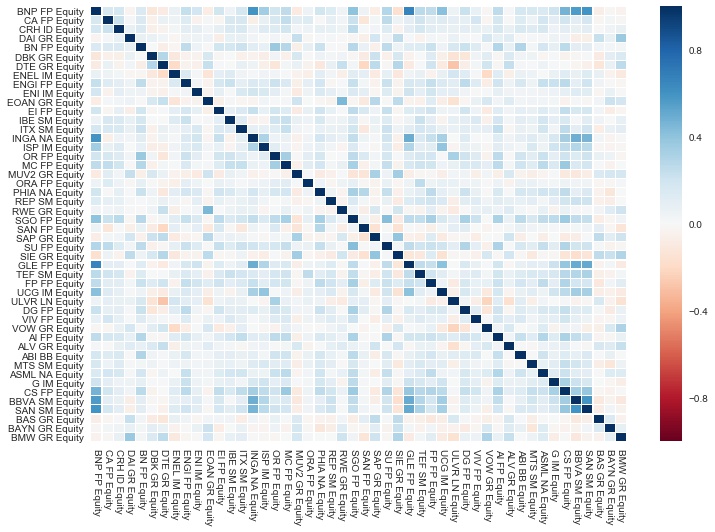 BNP FP Equity
CA FP Equity
CRH ID Equity
DAI GR Equity
BN FP Equity
DBK GR Equity
DTE GR Equity
ENEL IM Equity
ENGI FP Equity
ENI IM Equity
EOAN GR Equity
EI FP Equity
IBE SM Equity
ITX SM Equity
INGA NA Equity
ISP IM Equity
OR FP Equity
MC FP Equity
MUV2 GR Equity
ORA FP Equity
PHIA NA Equity
REP SM Equity
RWE GR Equity
SGO FP Equity
SAN FP Equity
SAP GR Equity
SU FP Equity
SIE GR Equity
GLE FP Equity
TEF SM Equity
FP FP Equity
UCG IM Equity
ULVR LN Equity
DG FP Equity
VIV FP Equity
VOW GR Equity
AI FP Equity
ALV GR Equity
ABI BB Equity
MTS SM Equity
ASML NA Equity
G IM Equity
CS FP Equity
BBVA SM Equity
SAN SM Equity
BAS GR Equity
BAYN GR Equity
BMW GR Equity
BNP FP Equity
CA FP Equity
CRH ID Equity
DAI GR Equity
BN FP Equity
DBK GR Equity
DTE GR Equity
ENEL IM Equity
ENGI FP Equity
ENI IM Equity
EOAN GR Equity
EI FP Equity
IBE SM Equity
ITX SM Equity
INGA NA Equity
ISP IM Equity
OR FP Equity
MC FP Equity
MUV2 GR Equity
ORA FP Equity
PHIA NA Equity
REP SM Equity
RWE GR Equity
SGO FP Equity
SAN FP Equity
SAP GR Equity
SU FP Equity
SIE GR Equity
GLE FP Equity
TEF SM Equity
FP FP Equity
UCG IM Equity
ULVR LN Equity
DG FP Equity
VIV FP Equity
VOW GR Equity
AI FP Equity
ALV GR Equity
ABI BB Equity
MTS SM Equity
ASML NA Equity
G IM Equity
CS FP Equity
BBVA SM Equity
SAN SM Equity
BAS GR Equity
BAYN GR Equity
BMW GR Equity
0.8
0.4
0.0
−0.4
−0.8